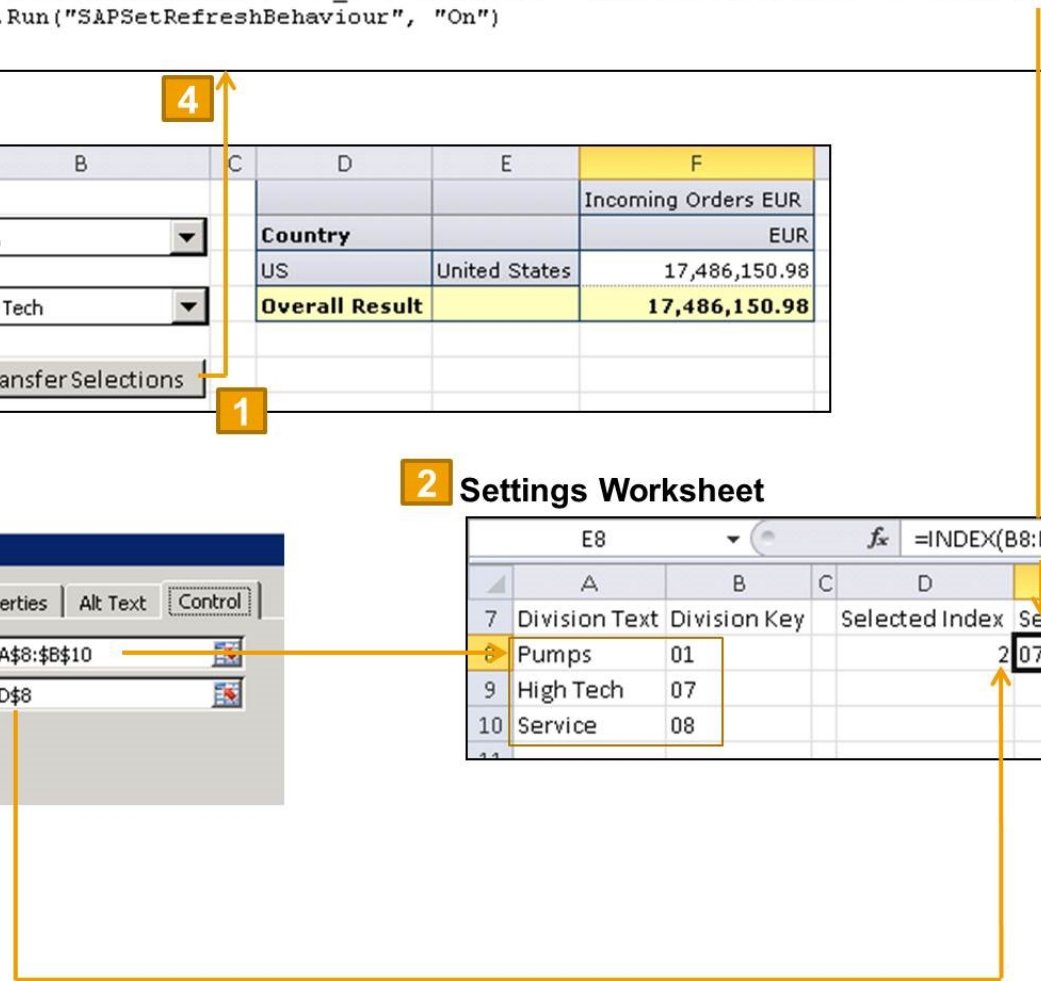 .Run("SAPSetRefreshBehaviour", "On")
4
B C D E F
Incoming Orders EUR
Country EUR
US United States 17,486,150.98
Tech
Overall Result 17,486,150.98
ansfer Selections
1
2 Settings Worksheet
E8 fx =INDEX(B8:
A B C D
erties Alt Text Control
7 Division Text Division Key Selected Index Se
A$8:$B$10
8 Pumps 01 2 07
D$8
9 High Tech 07
10 Service 08